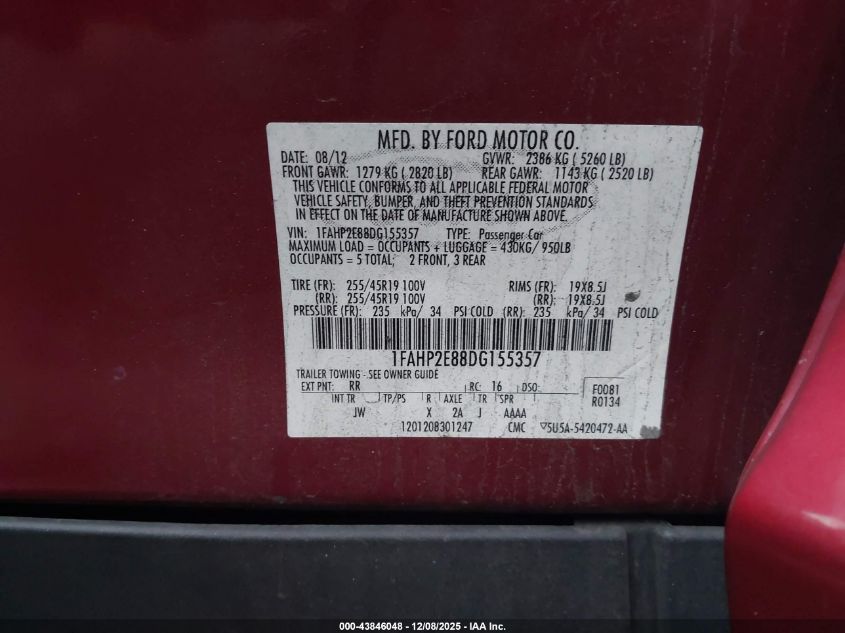 MFD. BY FORD MOTOR CO.
DATE: 08/12 GVWR: 2386 KG ( 5260 LB)
FRONT GAWR: 1279 KG ( 2820 LB) REAR GAWR: 1143 KG ( 2520 LB)
THIS VEHICLE CONFORMS TO ALL APPLICABLE FEDERAL MOTOR
VEHICLE SAFETY, BUMPER, AND THEFT PREVENTION STANDARDS
IN EFFECT ON THE DATE OF MANUFACTURE SHOWN ABOVE.
VIN: 1FAHP2E88DG155357 TYPE: Passenger Car
MAXIMUM LOAD = OCCUPANTS + LUGGAGE = 430KG/ 950LB
OCCUPANTS = 5 TOTAL; 2 FRONT, 3 REAR
TIRE (FR): 255/45R19 100V RIMS (FR): 19X8.5J
(RR): 255/45R19 100V (RR): 19X8.5J
PRESSURE (FR): 235 kPa/ 34 PSI COLD (RR): 235 kPa/ 34 PSI COLD
1FAHP2E88DG155357
TRAILER TOWING - SEE OWNER GUIDE
EXT PNT: RR RC: 16 DSO: F0081
INT TR TP/PS R AXLE TR SPR R0134
JW X 2A J AAAA
1201208301247 CMC 5U5A-5420472-AA
000-43846048 - 12/08/2025 - IAA Inc.